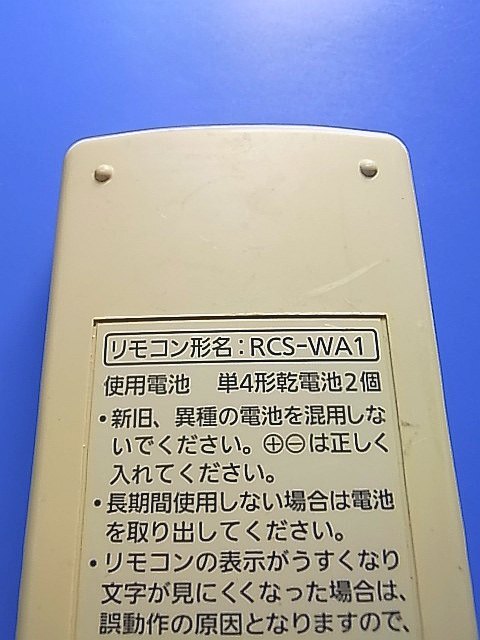 リモコン形名:RCS-WA1
使用電池　単4形乾電池2個
・新旧、異種の電池を混用しな
いでください。⊕⊖は正しく
入れてください。
・長期間使用しない場合は電池
を取り出してください。
・リモコンの表示がうすくなり
文字が見にくくなった場合は、
誤動作の原因となりますので、